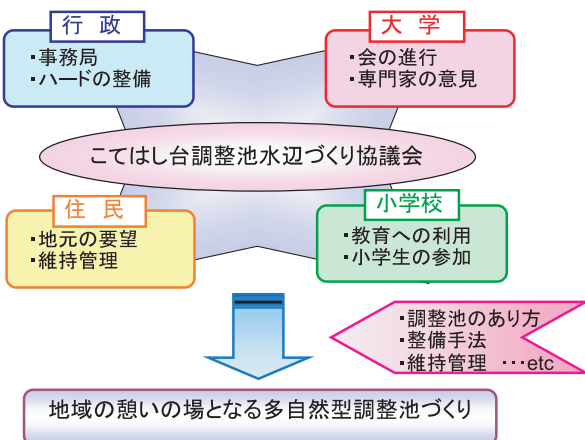 行 政
・事務局
・ハードの整備
大 学
・会の進行
・専門家の意見
こてはし台調整池水辺づくり協議会
住 民
・地元の要望
・維持管理
小学校
・教育への利用
・小学生の参加
・調整池のあり方
・整備手法
・維持管理 …etc
地域の憩いの場となる多自然型調整池づくり